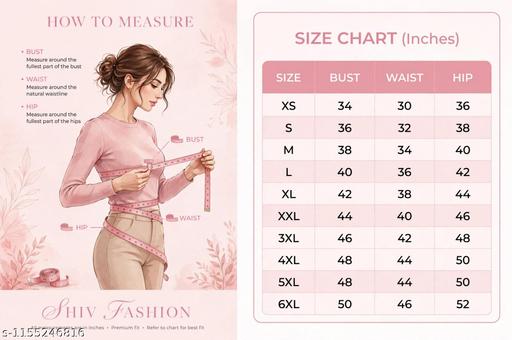 HOW TO MEASURE
• BUST
Measure around the
fullest part of the bust
• WAIST
Measure around the
natural waistline
• HIP
Measure around the
fullest part of the hips
BUST
WAIST
HIP
SHIV FASHION
in Inches • Premium Fit • Refer to chart for best fit
s-1155246816
SIZE CHART (Inches)
SIZE BUST WAIST HIP
XS 34 30 36
S 36 32 38
M 38 34 40
L 40 36 42
XL 42 38 44
XXL 44 40 46
3XL 46 42 48
4XL 48 44 50
5XL 48 44 50
6XL 50 46 52